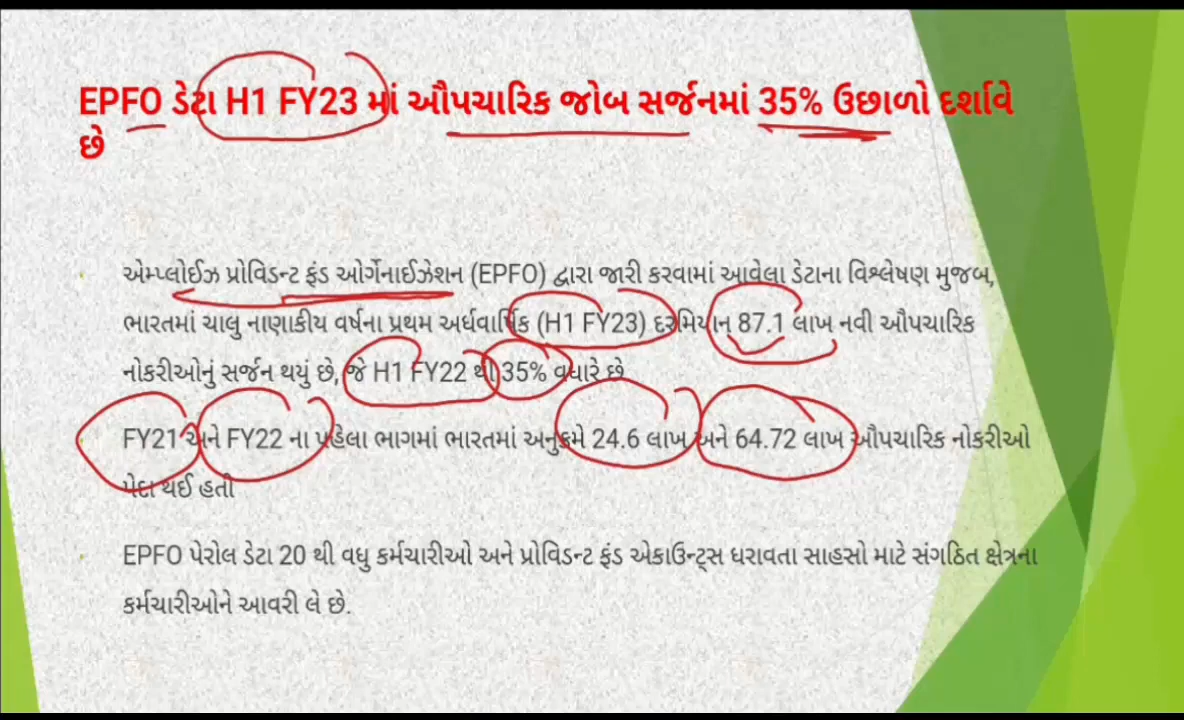 EPFO ડેટા H1 FY23 માં ઔપચારિક જોબ સર્જનમાં 35% ઉછાળો દર્શાવે
છે
એમ્પ્લોઈઝ પ્રોવિડન્ટ ફંડ ઓર્ગેનાઈઝેશન (EPFO) દ્વારા જારી કરવામાં આવેલા ડેટાના વિશ્લેષણ મુજબ,
ભારતમાં ચાલુ નાણાકીય વર્ષના પ્રથમ અર્ધવાર્ષિક (H1 FY23) દરમિયાન 87.1 લાખ નવી ઔપચારિક
નોકરીઓનું સર્જન થયું છે, જે H1 FY22 થી 35% વધારે છે
FY21 અને FY22 ના પહેલા ભાગમાં ભારતમાં અનુક્રમે 24.6 લાખ અને 64.72 લાખ ઔપચારિક નોકરીઓ
પેદા થઈ હતી
EPFO પેરોલ ડેટા 20 થી વધુ કર્મચારીઓ અને પ્રોવિડન્ટ ફંડ એકાઉન્ટ્સ ધરાવતા સાહસો માટે સંગઠિત ક્ષેત્રના
કર્મચારીઓને આવરી લે છે.